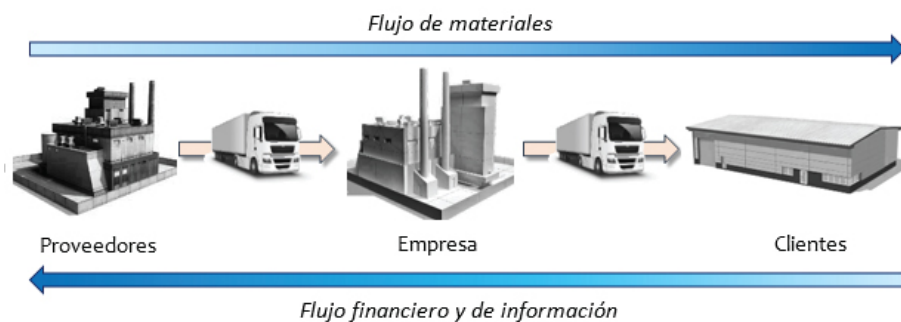 Flujo de materiales
Proveedores
Empresa
Clientes
Flujo financiero y de información